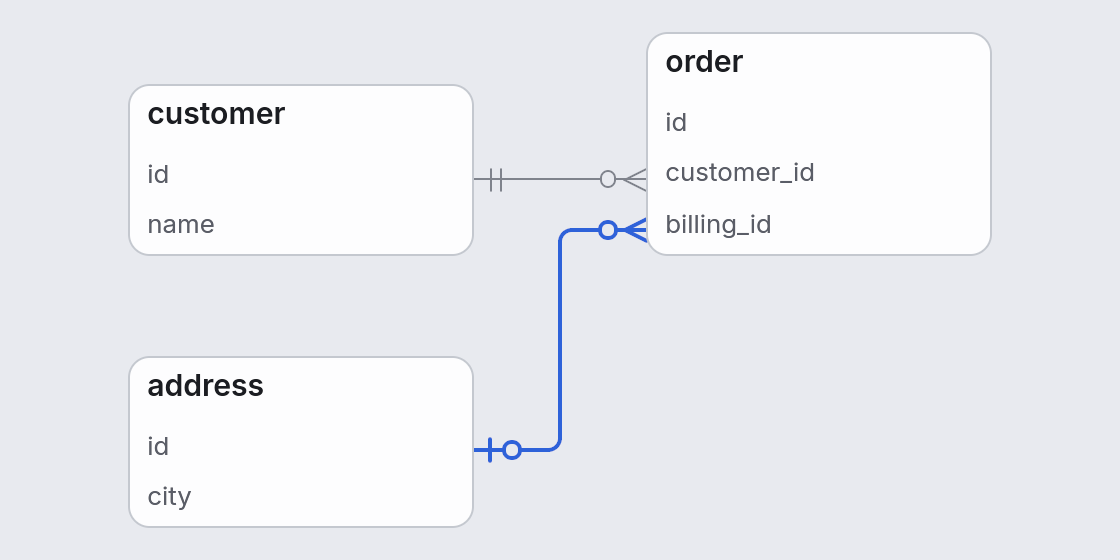 customer
id
name
order
id
customer_id
billing_id
address
id
city